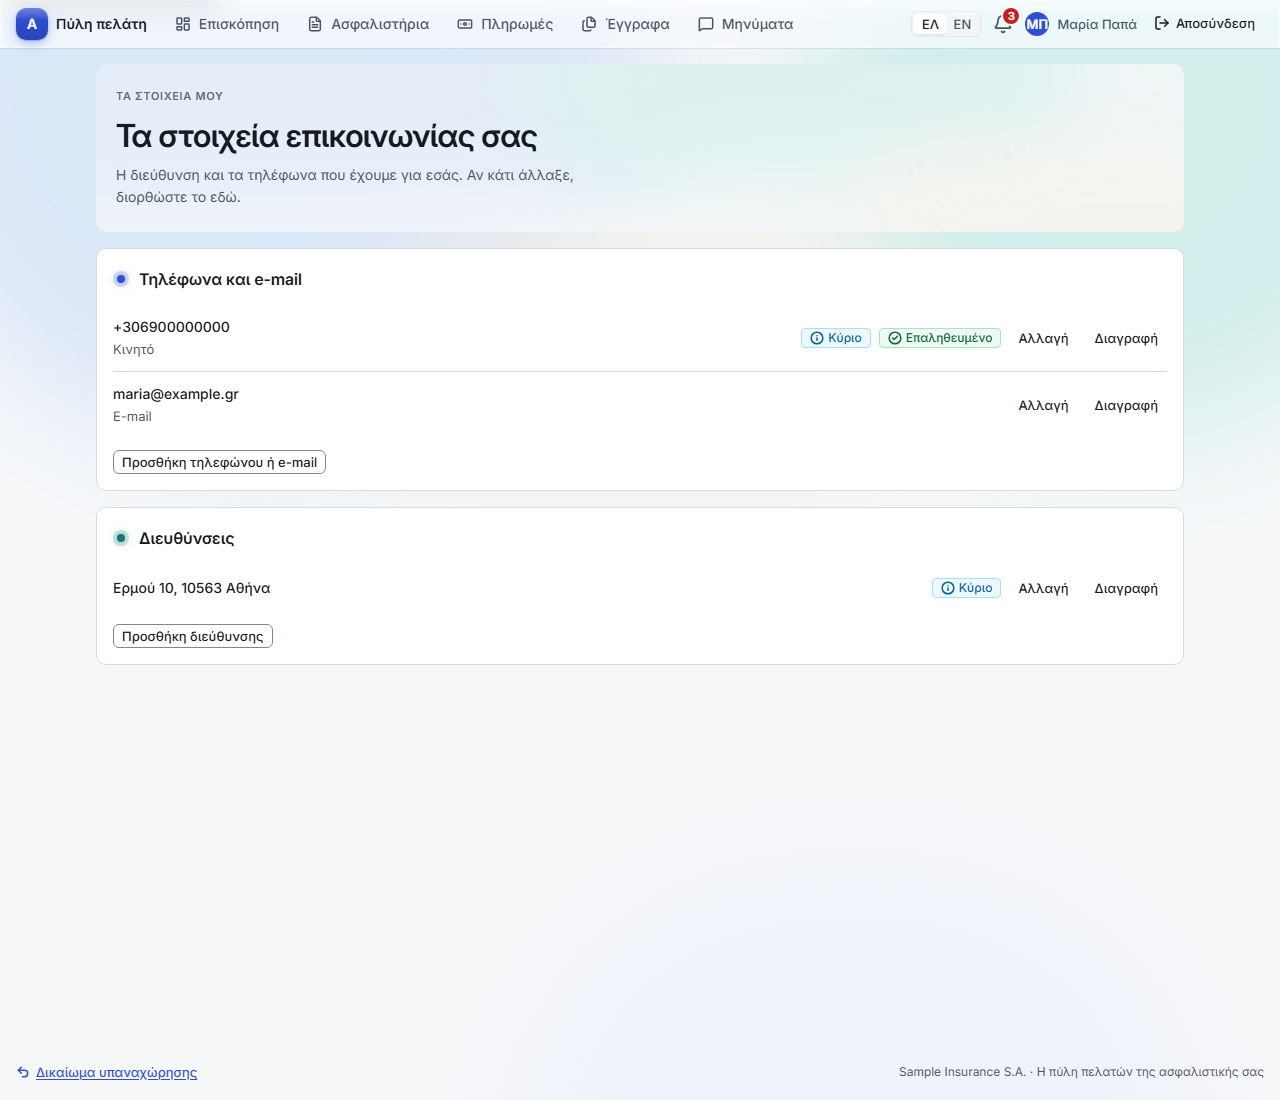 A Πύλη πελάτη Επισκόπηση Ασφαλιστήρια Πληρωμές Έγγραφα Μηνύματα ΕΛ EN 3 ΜΠ Μαρία Παπά Αποσύνδεση
ΤΑ ΣΤΟΙΧΕΙΑ ΜΟΥ
Τα στοιχεία επικοινωνίας σας
Η διεύθυνση και τα τηλέφωνα που έχουμε για εσάς. Αν κάτι άλλαξε,
διορθώστε το εδώ.
Τηλέφωνα και e-mail
+306900000000
Κινητό
Κύριο Επαληθευμένο Αλλαγή Διαγραφή
maria@example.gr
E-mail
Αλλαγή Διαγραφή
Προσθήκη τηλεφώνου ή e-mail
Διευθύνσεις
Ερμού 10, 10563 Αθήνα Κύριο Αλλαγή Διαγραφή
Προσθήκη διεύθυνσης
Δικαίωμα υπαναχώρησης Sample Insurance S.A. · Η πύλη πελατών της ασφαλιστικής σας